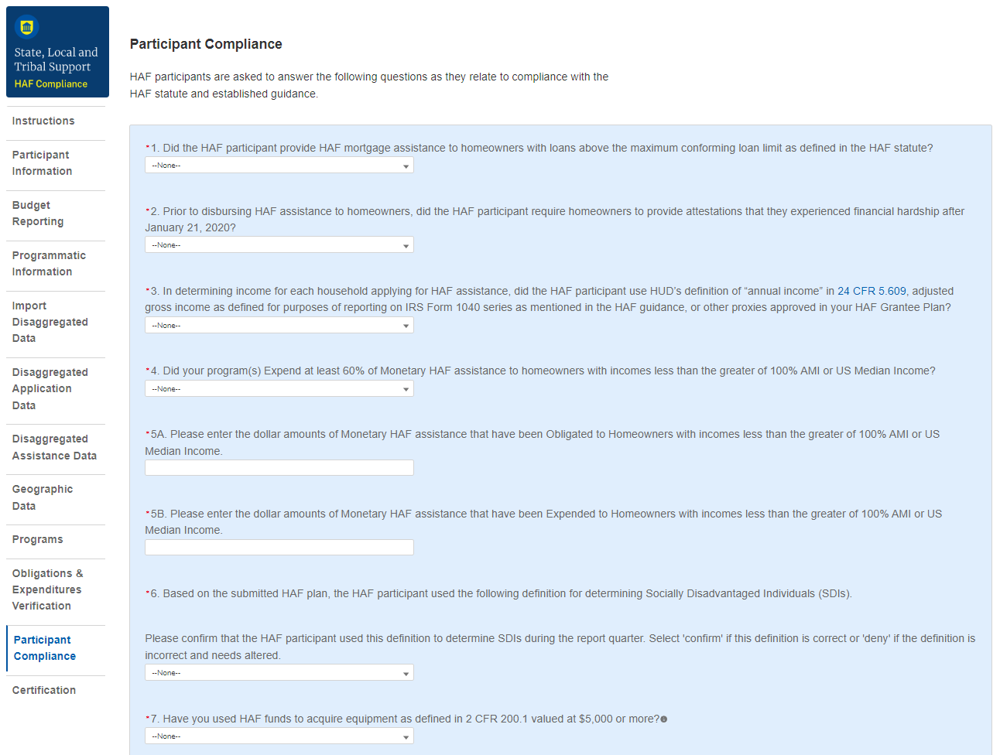 State, Local and
Tribal Support
HAF Compliance
Instructions
Participant
Information
Budget
Reporting
Programmatic
Information
Import
Disaggregated
Data
Disaggregated
Application
Data
Disaggregated
Assistance Data
Geographic
Data
Programs
Obligations &
Expenditures
Verification
Participant
Compliance
Certification
Participant Compliance
HAF participants are asked to answer the following questions as they relate to compliance with the
HAF statute and established guidance.
*1. Did the HAF participant provide HAF mortgage assistance to homeowners with loans above the maximum conforming loan limit as defined in the HAF statute?
--None--
*2. Prior to disbursing HAF assistance to homeowners, did the HAF participant require homeowners to provide attestations that they experienced financial hardship after
January 21, 2020?
--None--
*3. In determining income for each household applying for HAF assistance, did the HAF participant use HUD's definition of “annual income” in 24 CFR 5.609, adjusted
gross income as defined for purposes of reporting on IRS Form 1040 series as mentioned in the HAF guidance, or other proxies approved in your HAF Grantee Plan?
--None--
*4. Did your program(s) Expend at least 60% of Monetary HAF assistance to homeowners with incomes less than the greater of 100% AMI or US Median Income?
--None--
*5A. Please enter the dollar amounts of Monetary HAF assistance that have been Obligated to Homeowners with incomes less than the greater of 100% AMI or US
Median Income.
*5B. Please enter the dollar amounts of Monetary HAF assistance that have been Expended to Homeowners with incomes less than the greater of 100% AMI or US
Median Income.
*6. Based on the submitted HAF plan, the HAF participant used the following definition for determining Socially Disadvantaged Individuals (SDIs).
Please confirm that the HAF participant used this definition to determine SDIs during the report quarter. Select 'confirm' if this definition is correct or 'deny' if the definition is
incorrect and needs altered.
--None--
*7. Have you used HAF funds to acquire equipment as defined in 2 CFR 200.1 valued at $5,000 or more?
--None--